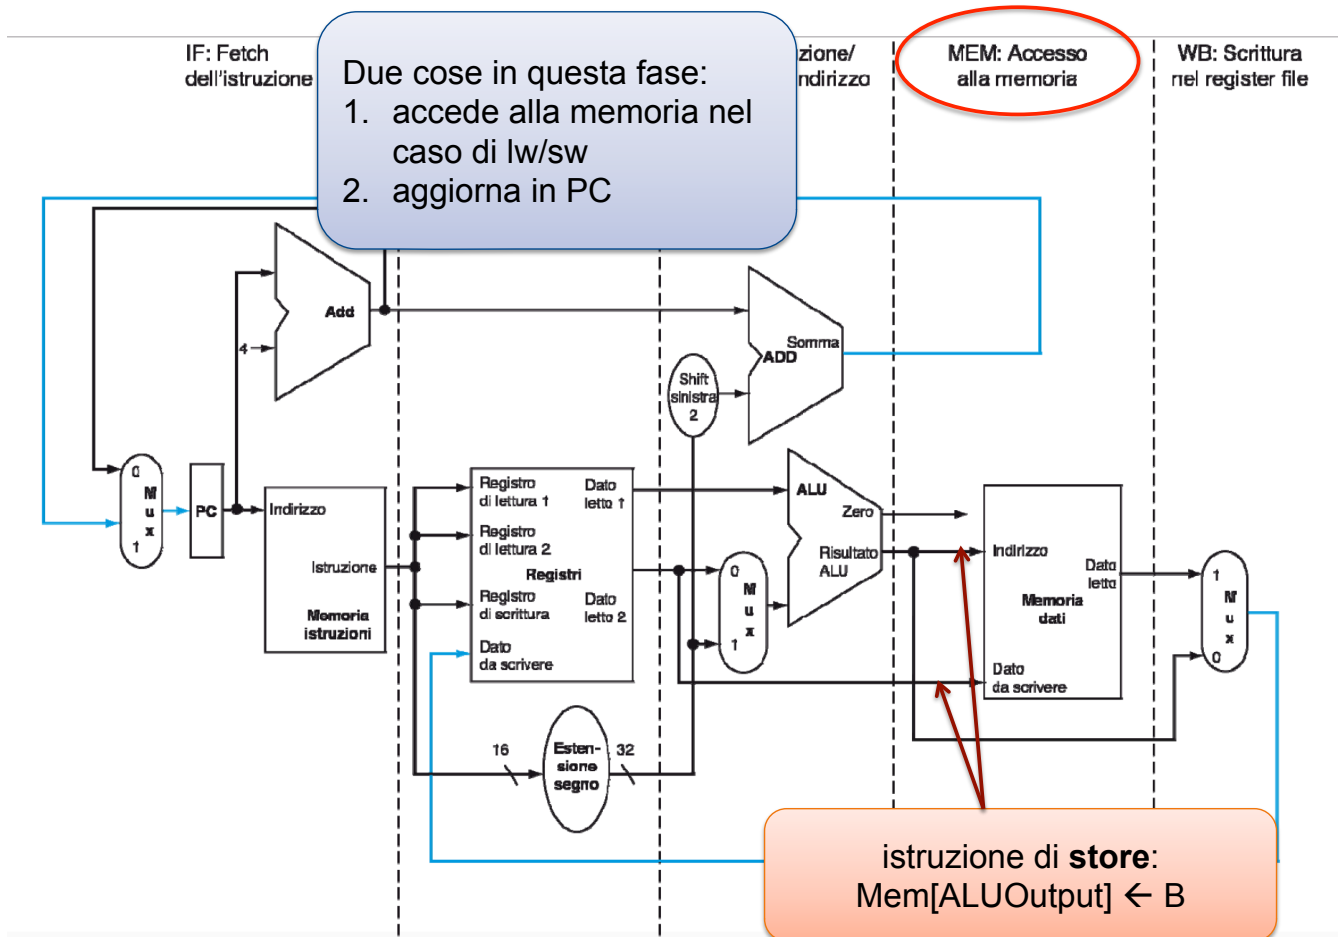 IF: Fetch
dell'istruzione
zione/
ndirizzo
MEM: Accesso
alla memoria
WB: Scrittura
nel register file
Due cose in questa fase:
1. accede alla memoria nel
caso di lw/sw
2. aggiorna in PC
Add
4
ADD
Somma
Shift
sinistra
2
0
M
u
x
1
PC
Indirizzo
Istruzione
Memoria
istruzioni
Registro
di lettura 1
Dato
letto 1
Registro
di lettura 2
Registri
Registro
di scrittura
Dato
letto 2
Dato
da scrivere
16
Esten-
sione
segno
32
0
M
u
x
1
ALU
Zero
Risultato
ALU
Indirizzo
Dato
letto
Memoria
dati
Dato
da scrivere
1
M
u
x
0
istruzione di store:
Mem[ALUOutput] ← B